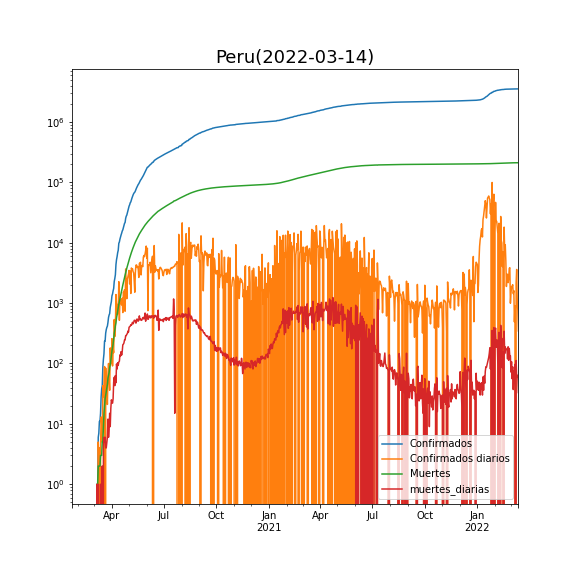 Peru(2022-03-14)
10^6
10^5
10^4
10^3
10^2
10^1
10^0
Apr
Jul
Oct
Jan
2021
Apr
Jul
Oct
Jan
2022
Confirmados
Confirmados diarios
Muertes
muertes_diarias